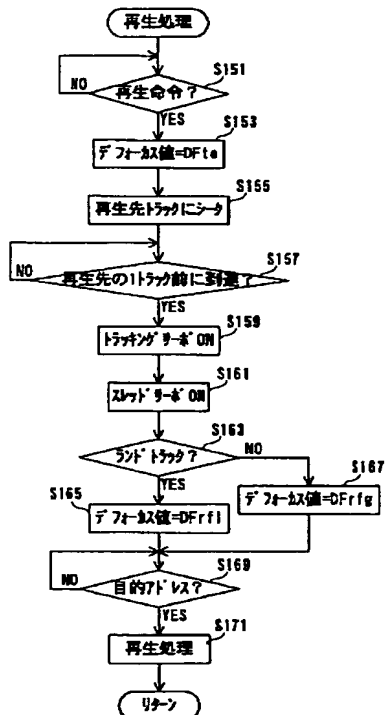 再生処理
S151
再生命令?
NO
YES
S153
デフォーカス値=DFte
S155
再生先トラックにシーク
S157
再生先の1トラック前に到達?
NO
YES
S159
トラッキングサーボON
S161
スレッドサーボON
S163
ランドトラック?
NO
YES
S165
デフォーカス値=DFrfl
S167
デフォーカス値=DFrfg
S169
目的アドレス?
NO
YES
S171
再生処理
リターン